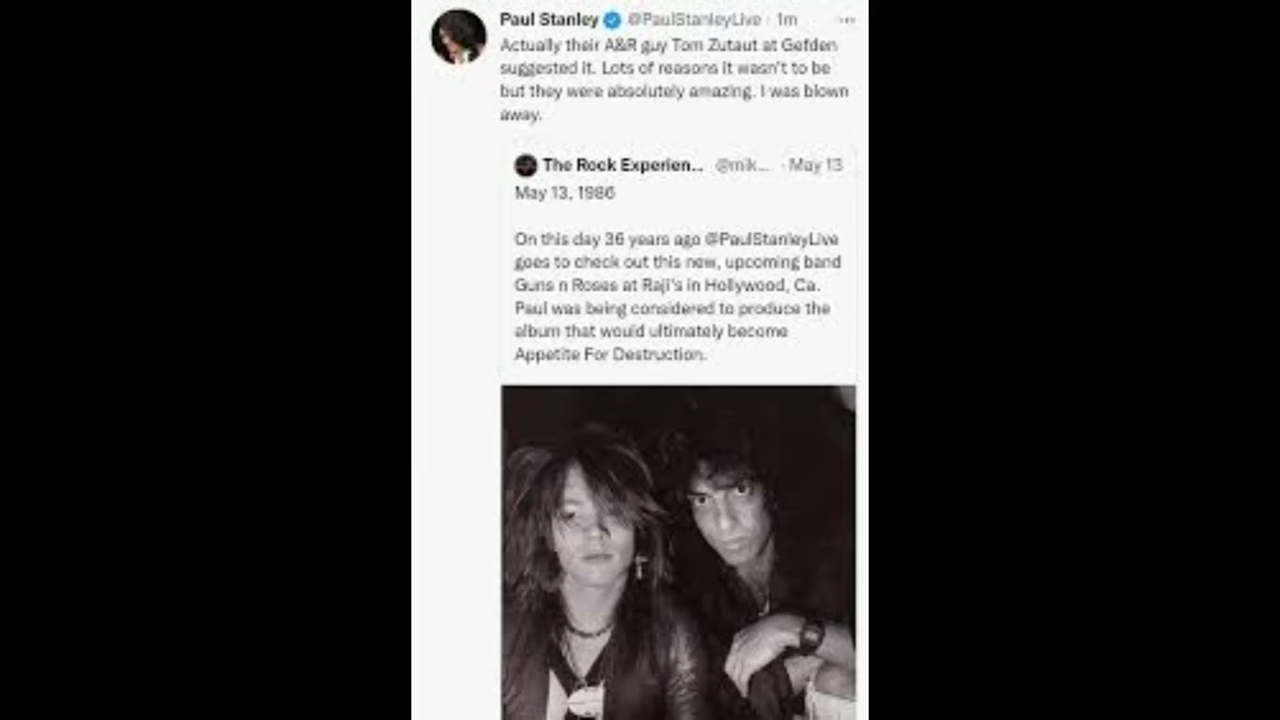 Paul Stanley @PaulStanleyLive · 1m
Actually their A&R guy Tom Zutaut at Gefden
suggested it. Lots of reasons it wasn't to be
but they were absolutely amazing. I was blown
away.
The Rock Experien... @mik... · May 13
May 13, 1986
On this day 36 years ago @PaulStanleyLive
goes to check out this new, upcoming band
Guns n Roses at Raji's in Hollywood, Ca.
Paul was being considered to produce the
album that would ultimately become
Appetite For Destruction.